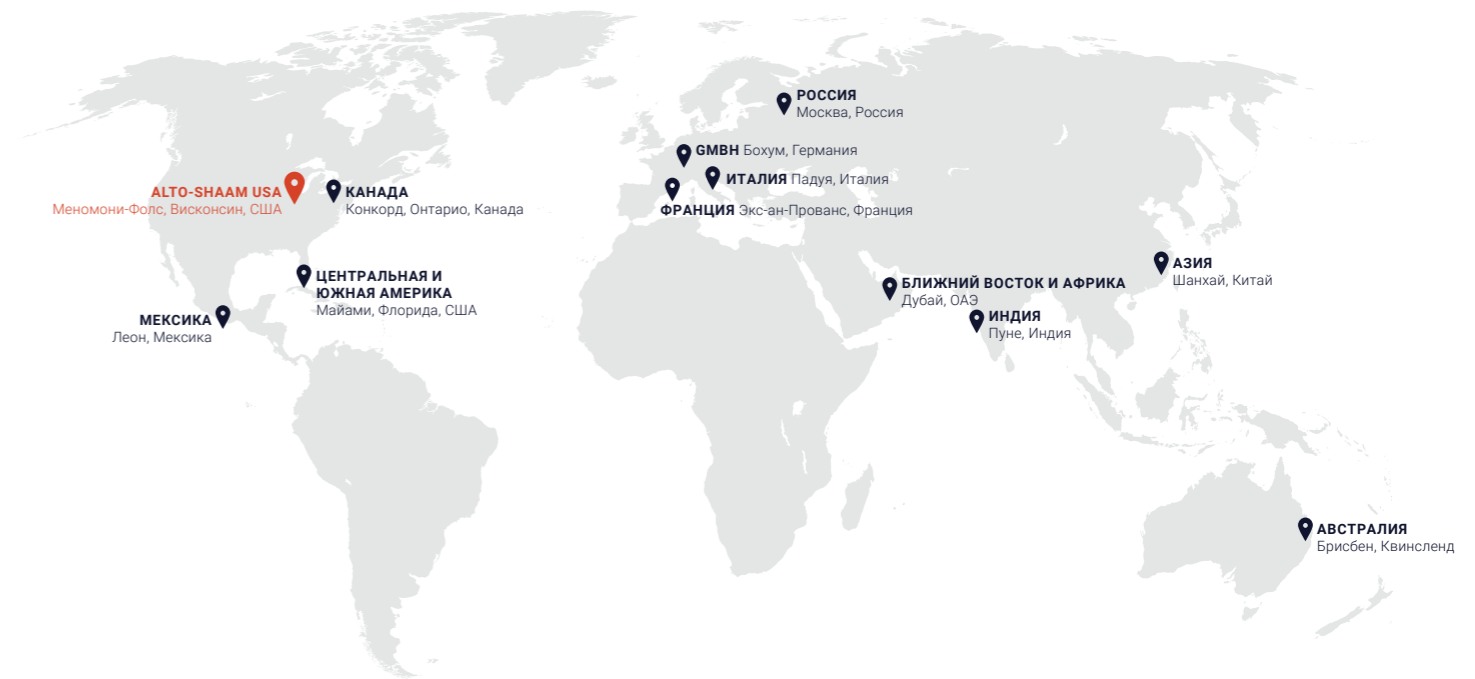 РОССИЯ
Москва, Россия
GMBH Бохум, Германия
ИТАЛИЯ Падуя, Италия
ФРАНЦИЯ Экс-ан-Прованс, Франция
ALTO-SHAAM USA
Меномони-Фолс, Висконсин, США
КАНАДА
Конкорд, Онтарио, Канада
ЦЕНТРАЛЬНАЯ И
ЮЖНАЯ АМЕРИКА
Майами, Флорида, США
МЕКСИКА
Леон, Мексика
БЛИЖНИЙ ВОСТОК И АФРИКА
Дубай, ОАЭ
ИНДИЯ
Пуне, Индия
АЗИЯ
Шанхай, Китай
АВСТРАЛИЯ
Брисбен, Квинсленд